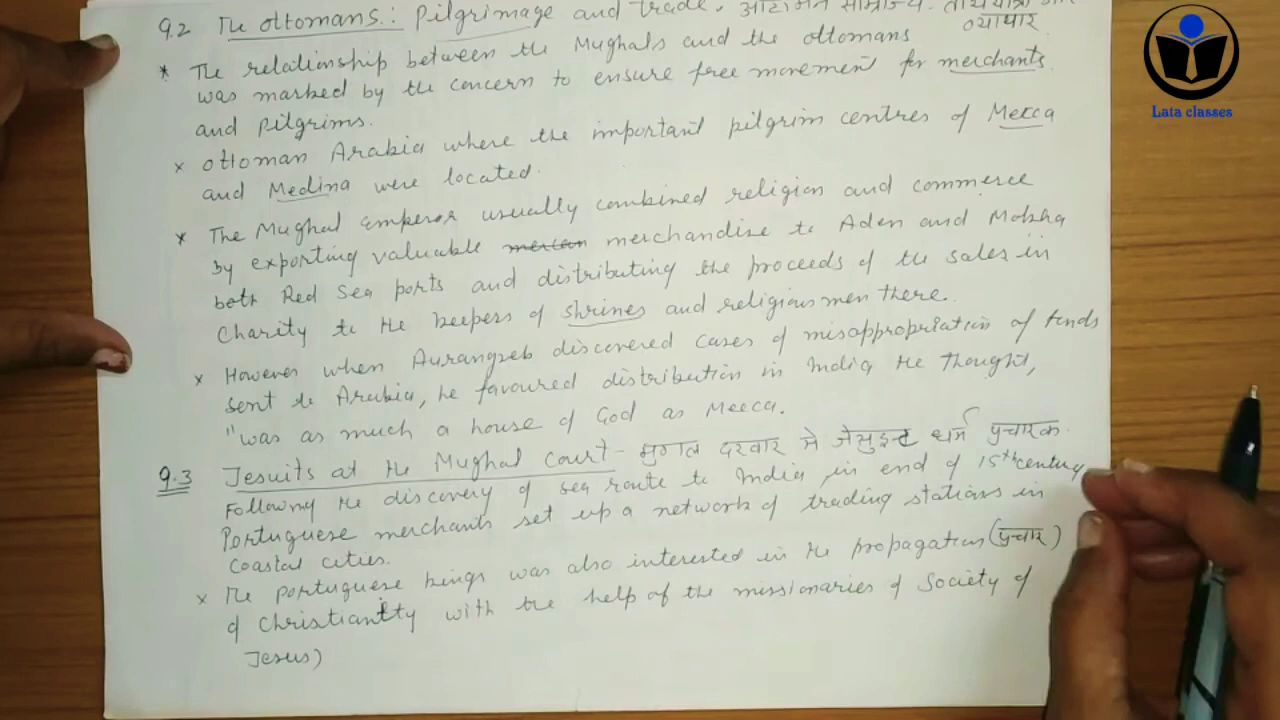 9.2 The Ottomans: Pilgrimage and trade. ऑटोमन साम्राज्य. तीर्थयात्रा और
व्यापार
* The relationship between the Mughals and the ottomans
was marked by the concern to ensure free movement for merchants
and pilgrims.
× Ottoman Arabia where the important pilgrim centres of Mecca
and Medina were located.
* The Mughal emperor usually combined religion and commerce
by exporting valuable merchandise to Aden and Mokha
both Red Sea ports and distributing the proceeds of the sales in
Charity to the keepers of shrines and religious men there.
× However when Aurangzeb discovered cases of misappropriation of funds
sent to Arabia, he favoured distribution in India He thought,
"was as much a house of God as Mecca.
9.3 Jesuits at the Mughal Court - मुगल दरबार मे जेसुइट धर्म प्रचारक.
Following the discovery of sea route to India in end of 15th century
Portuguese merchants set up a network of trading stations in
coastal cities.
× The Portuguese kings was also interested in the propagation (प्रचार)
of Christiantty with the help of the missionaries of Society of
Jesus)
Lata classes